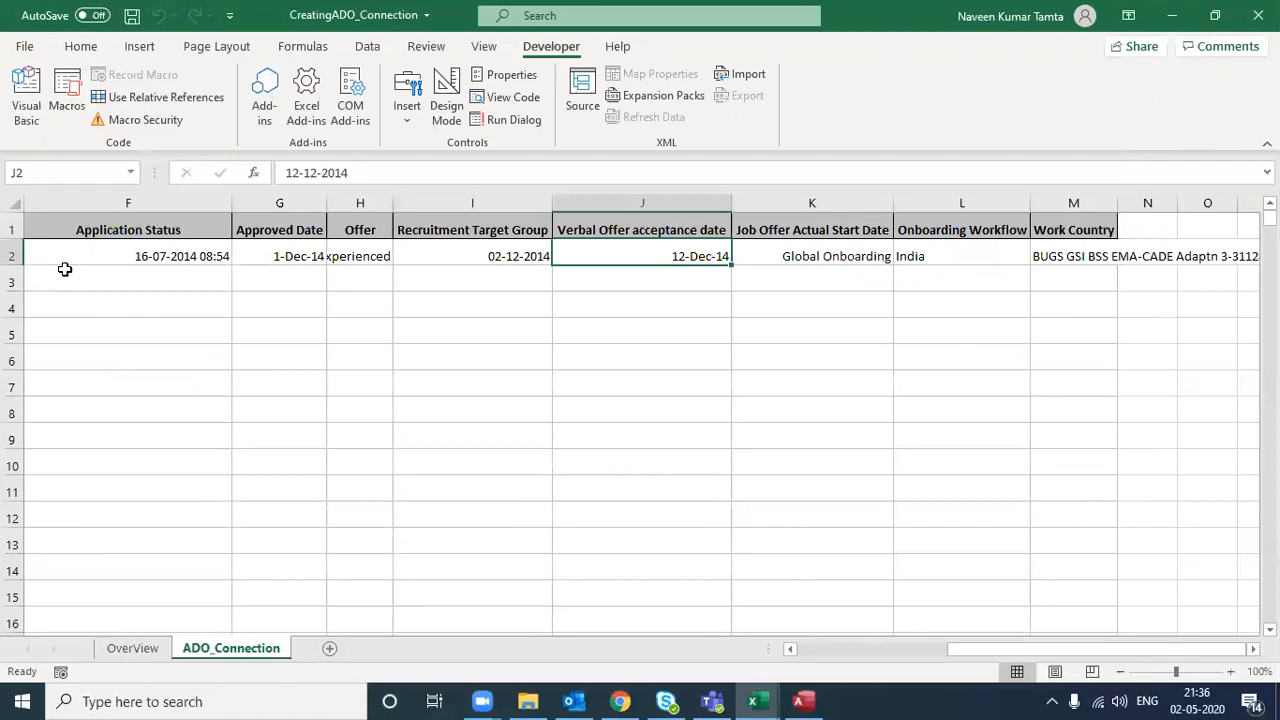 AutoSave Off CreatingADO_Connection Search Naveen Kumar Tamta
File Home Insert Page Layout Formulas Data Review View Developer Help Share Comments
Visual Basic
Macros
Record Macro
Use Relative References
Macro Security
Code
Add-ins
Excel Add-ins
COM Add-ins
Add-ins
Insert
Design Mode
Properties
View Code
Run Dialog
Controls
Source
Map Properties
Expansion Packs
Refresh Data
Import
Export
XML
J2 fx 12-12-2014
F G H I J K L M N O
1 Application Status Approved Date Offer Recruitment Target Group Verbal Offer acceptance date Job Offer Actual Start Date Onboarding Workflow Work Country
2 16-07-2014 08:54 1-Dec-14 xperienced 02-12-2014 12-Dec-14 Global Onboarding India BUGS GSI BSS EMA-CADE Adaptn 3-3112
3
4
5
6
7
8
9
10
11
12
13
14
15
16
OverView ADO_Connection
Ready 100%
Type here to search ENG 21:36
02-05-2020 14